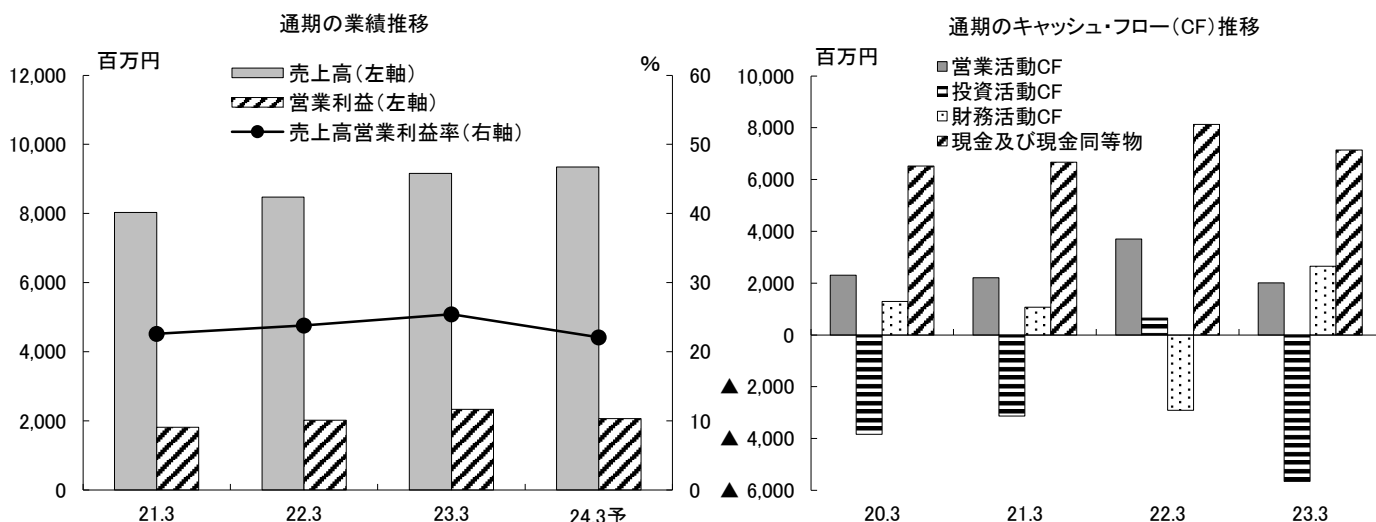 通期の業績推移
百万円
%
売上高(左軸)
営業利益(左軸)
売上高営業利益率(右軸)
12,000
10,000
8,000
6,000
4,000
2,000
0
60
50
40
30
20
10
0
21.3
22.3
23.3
24.3予
通期のキャッシュ・フロー(CF)推移
百万円
営業活動CF
投資活動CF
財務活動CF
現金及び現金同等物
10,000
8,000
6,000
4,000
2,000
0
▲ 2,000
▲ 4,000
▲ 6,000
20.3
21.3
22.3
23.3